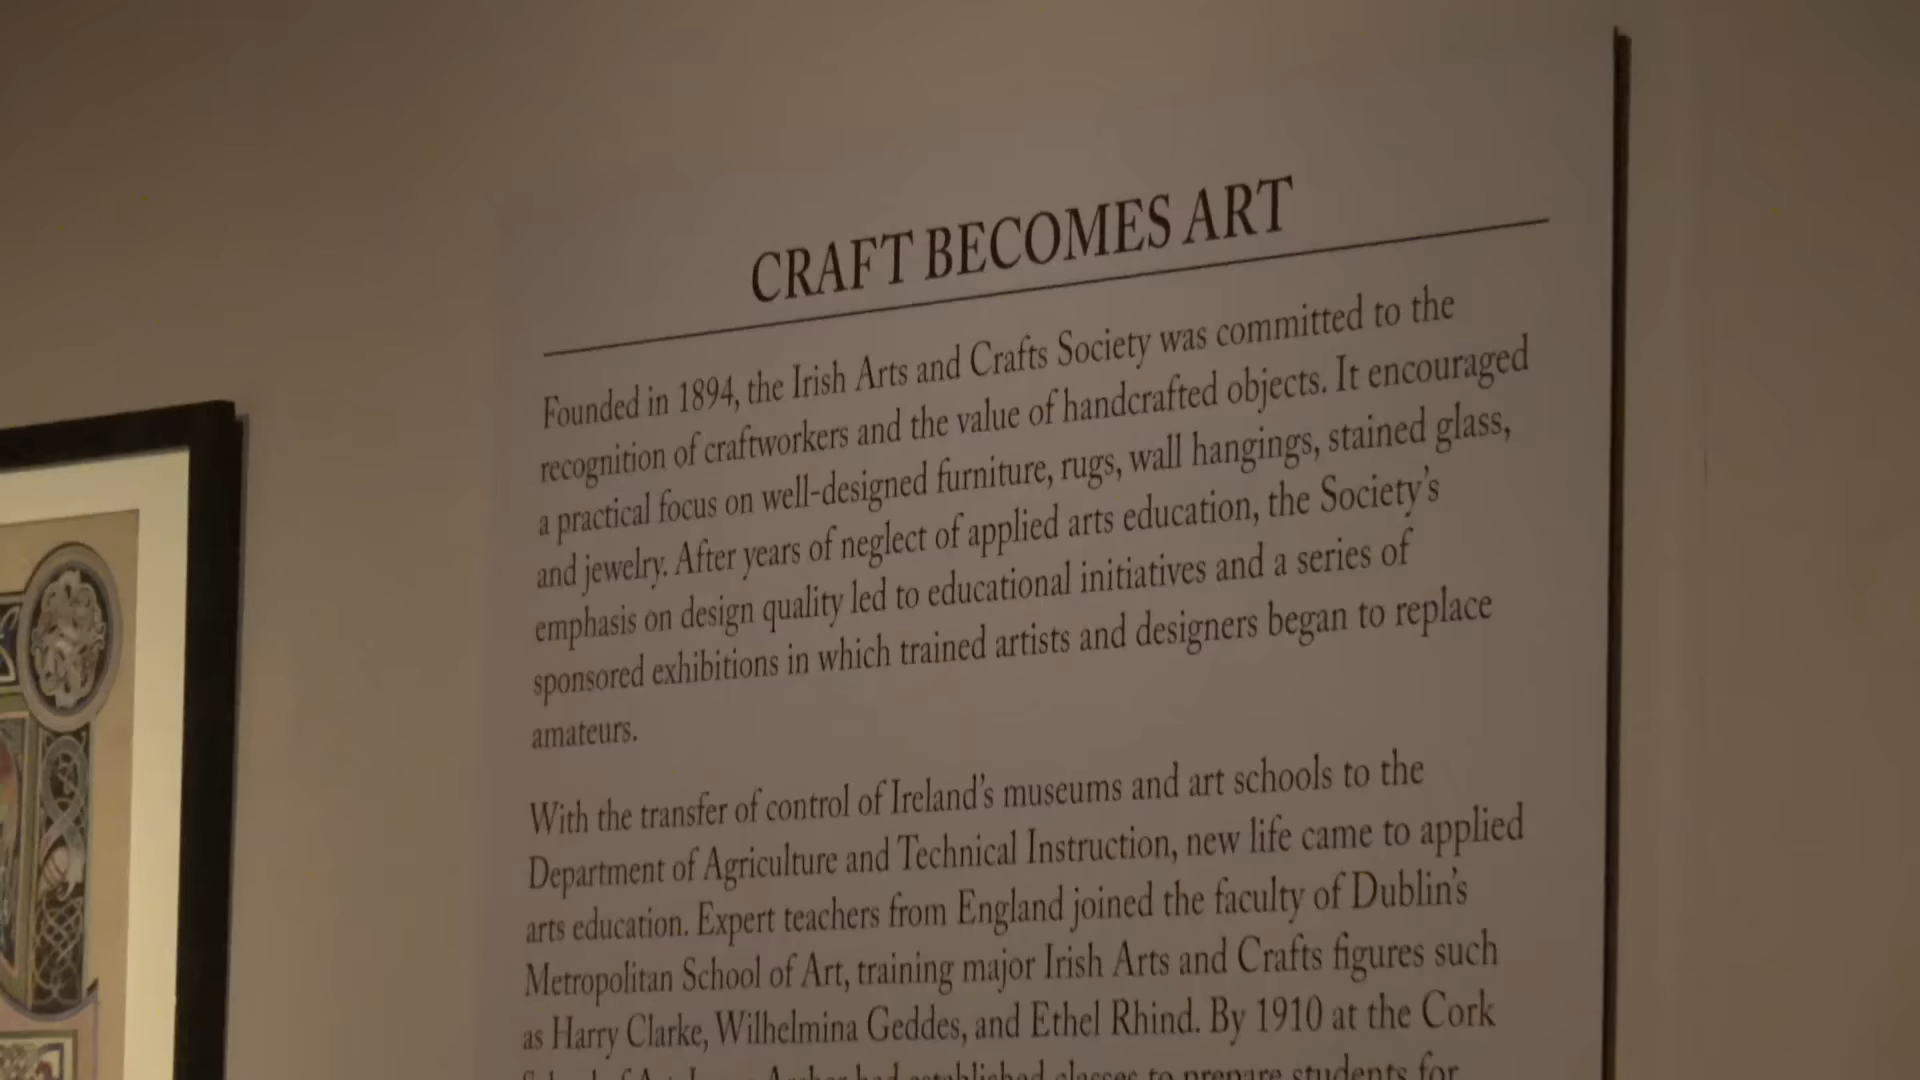 CRAFT BECOMES ART
Founded in 1894, the Irish Arts and Crafts Society was committed to the
recognition of craftworkers and the value of handcrafted objects. It encouraged
a practical focus on well-designed furniture, rugs, wall hangings, stained glass,
and jewelry. After years of neglect of applied arts education, the Society's
emphasis on design quality led to educational initiatives and a series of
sponsored exhibitions in which trained artists and designers began to replace
amateurs.
With the transfer of control of Ireland's museums and art schools to the
Department of Agriculture and Technical Instruction, new life came to applied
arts education. Expert teachers from England joined the faculty of Dublin's
Metropolitan School of Art, training major Irish Arts and Crafts figures such
as Harry Clarke, Wilhelmina Geddes, and Ethel Rhind. By 1910 at the Cork
had established classes to prepare students for